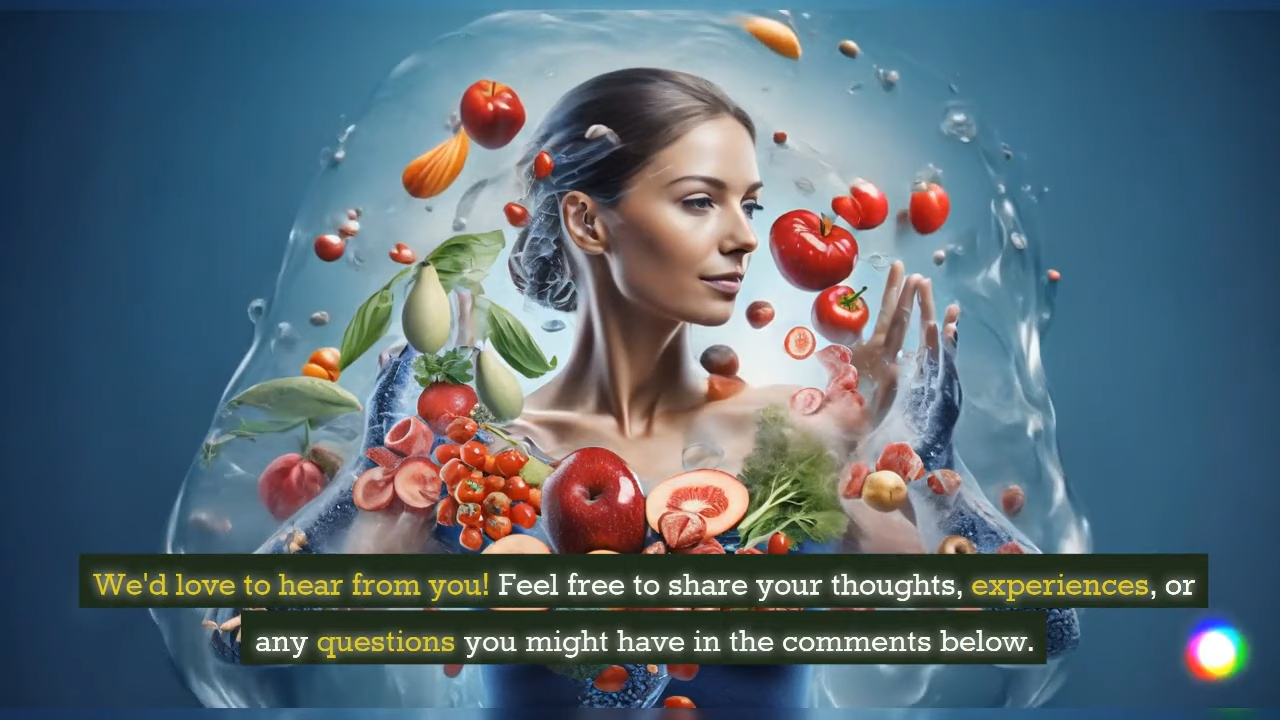 We'd love to hear from you! Feel free to share your thoughts, experiences, or
any questions you might have in the comments below.